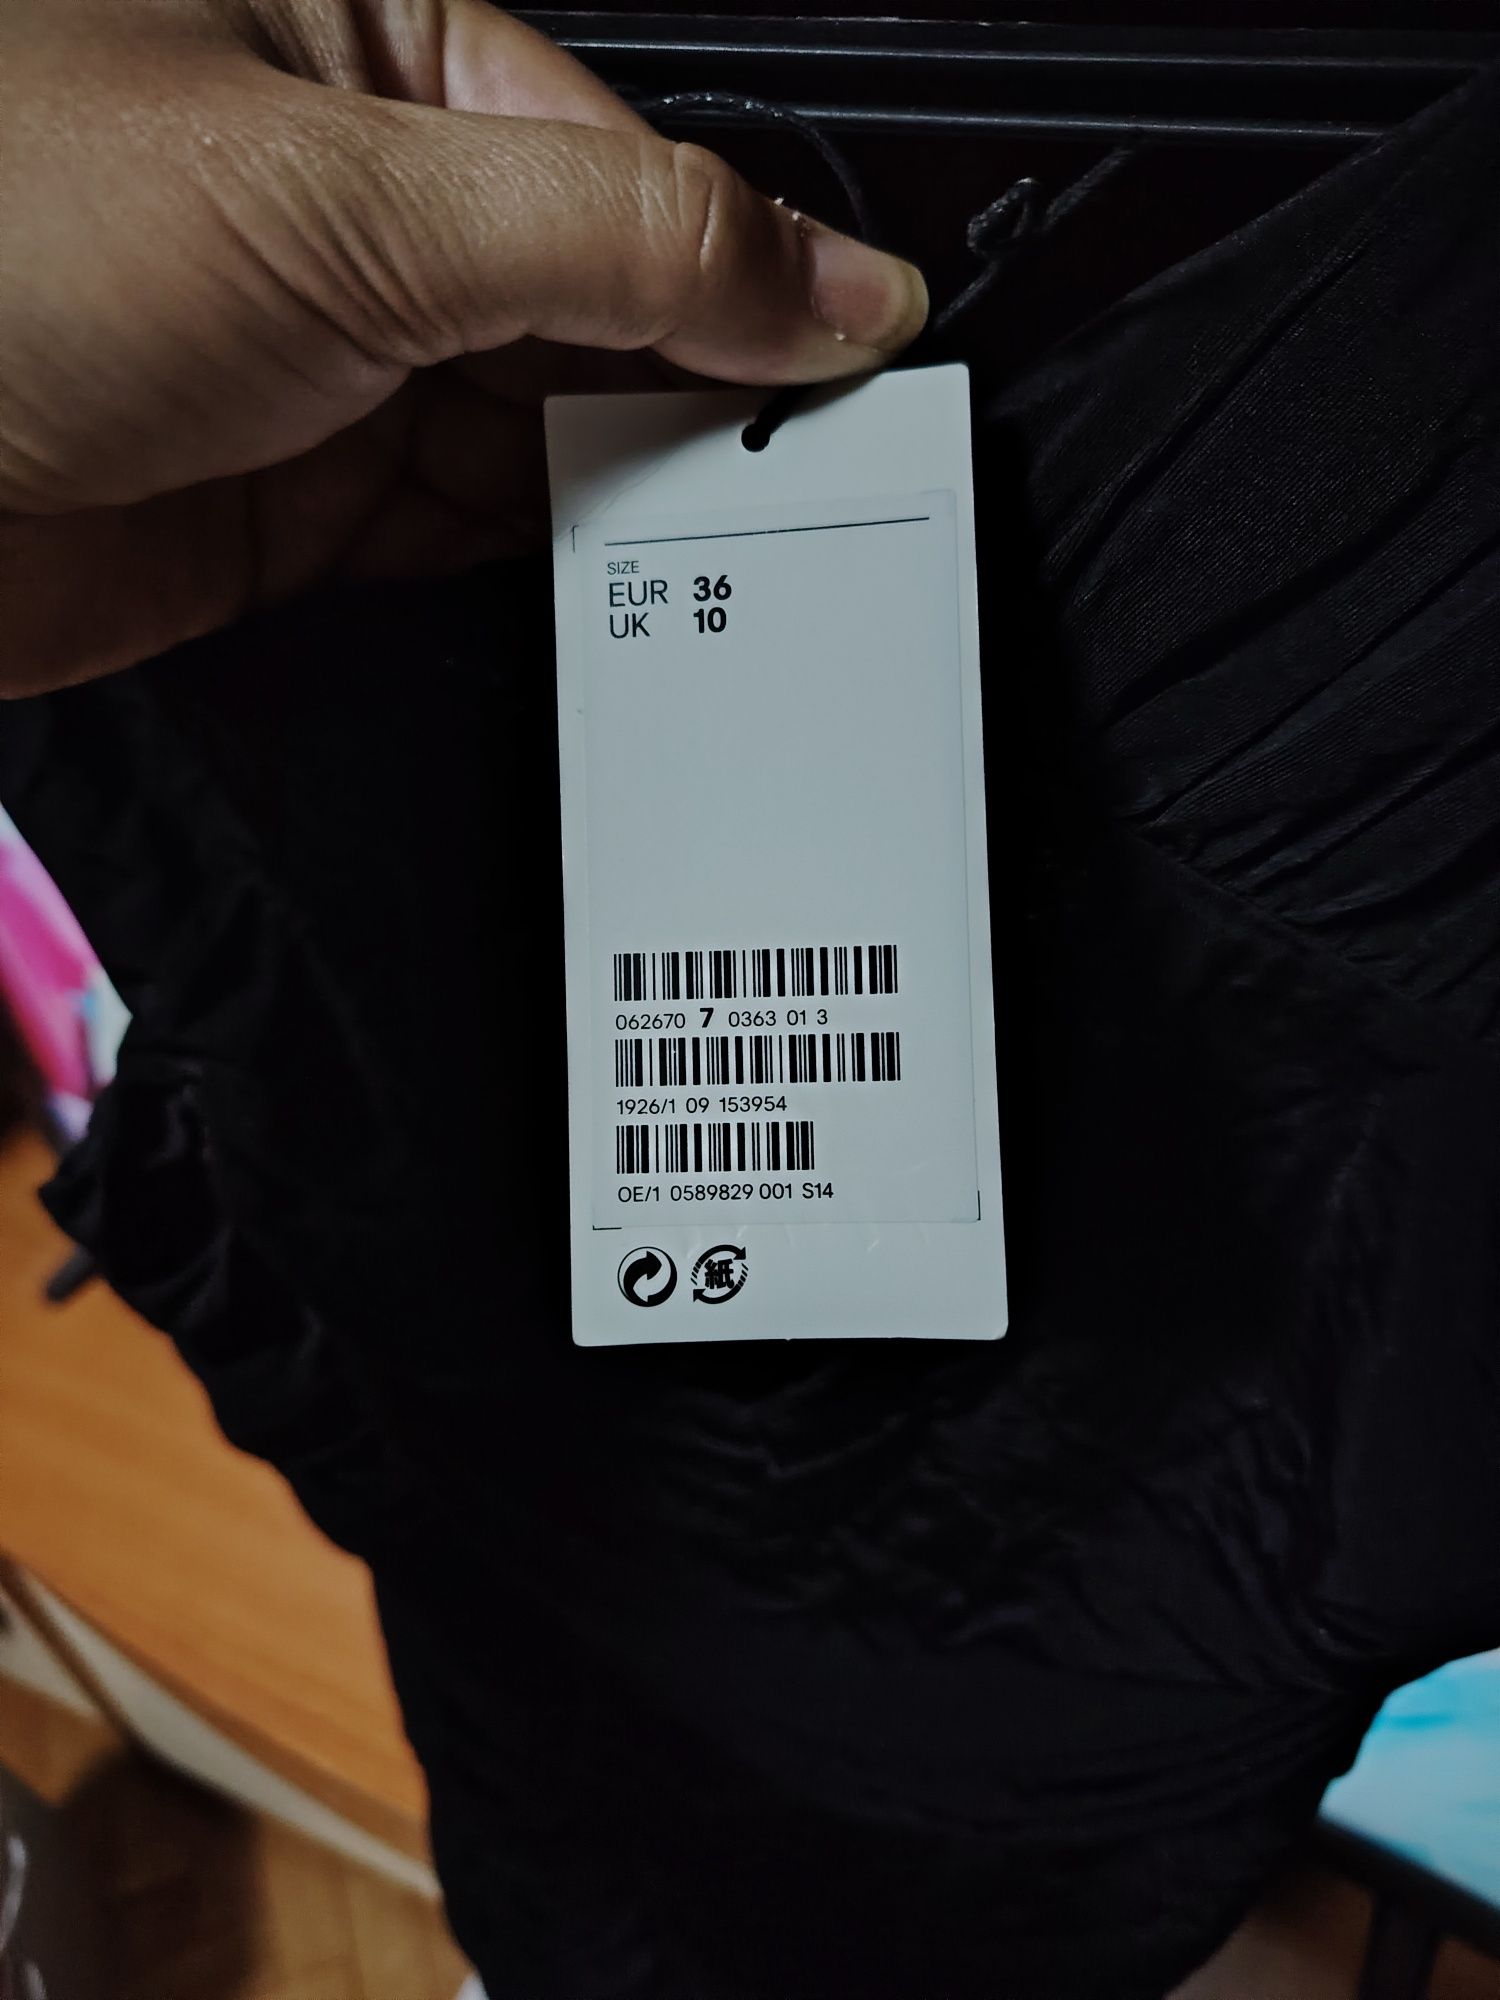 SIZE
EUR 36
UK 10
062670 7 0363 01 3
1926/1 09 153954
OE/1 0589829 001 S14
紙